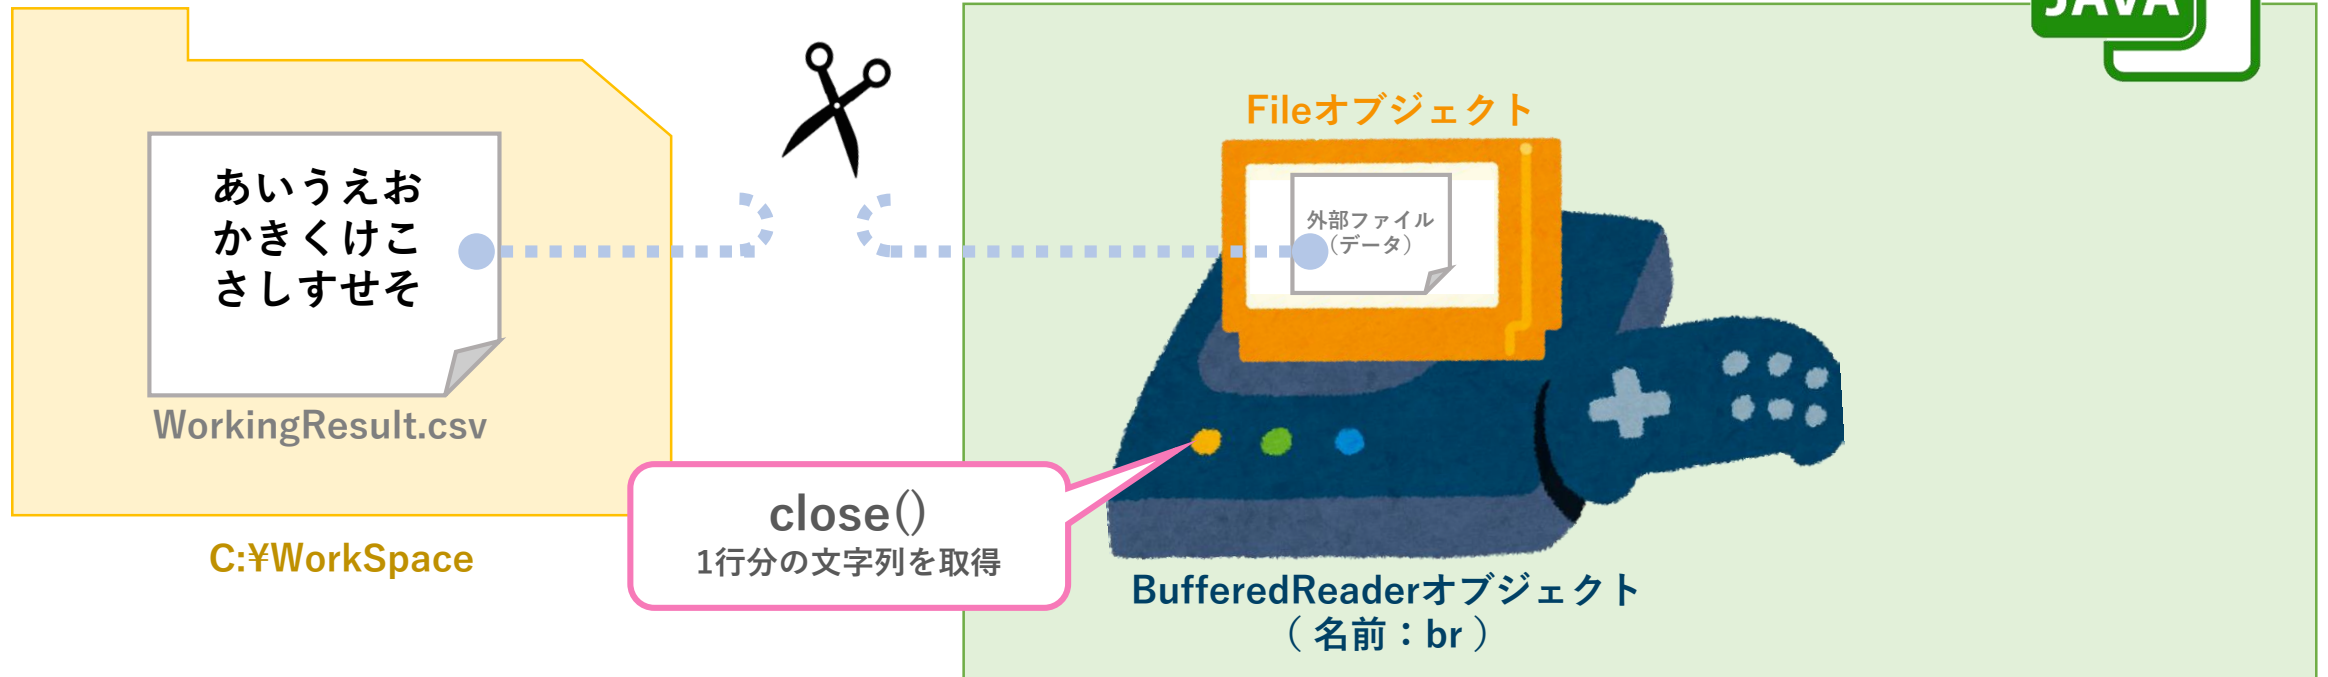 JAVA
あいうえお
かきくけこ
さしすせそ
WorkingResult.csv
C:¥WorkSpace
Fileオブジェクト
外部ファイル
（データ）
close()
1行分の文字列を取得
BufferedReaderオブジェクト
（ 名前：br ）